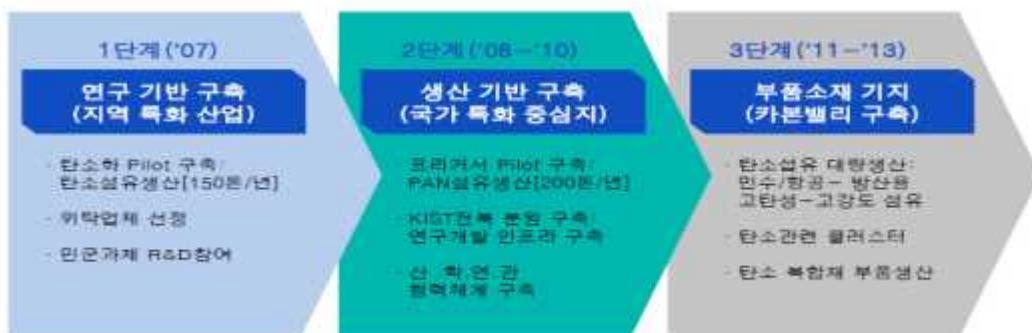 1단계('07)
연구 기반 구축
(지역 특화 산업)
· 탄소화 Pilot 구축:
탄소섬유생산[150톤/년]
· 위탁업체 선정
· 민군과제 R&D참여
2단계('08-'10)
생산 기반 구축
(국가 특화 중심지)
· 프리커서 Pilot 구축:
PAN섬유생산[200톤/년]
· KIST전북 분원 구축:
연구개발 인프라 구축
· 산 학 연 관
협력체계 구축
3단계('11-'13)
부품소재 기지
(카본밸리 구축)
· 탄소섬유 대량생산:
민수/항공- 방산용
고탄성-고강도 섬유
· 탄소관련 클러스터
· 탄소 복합재 부품생산